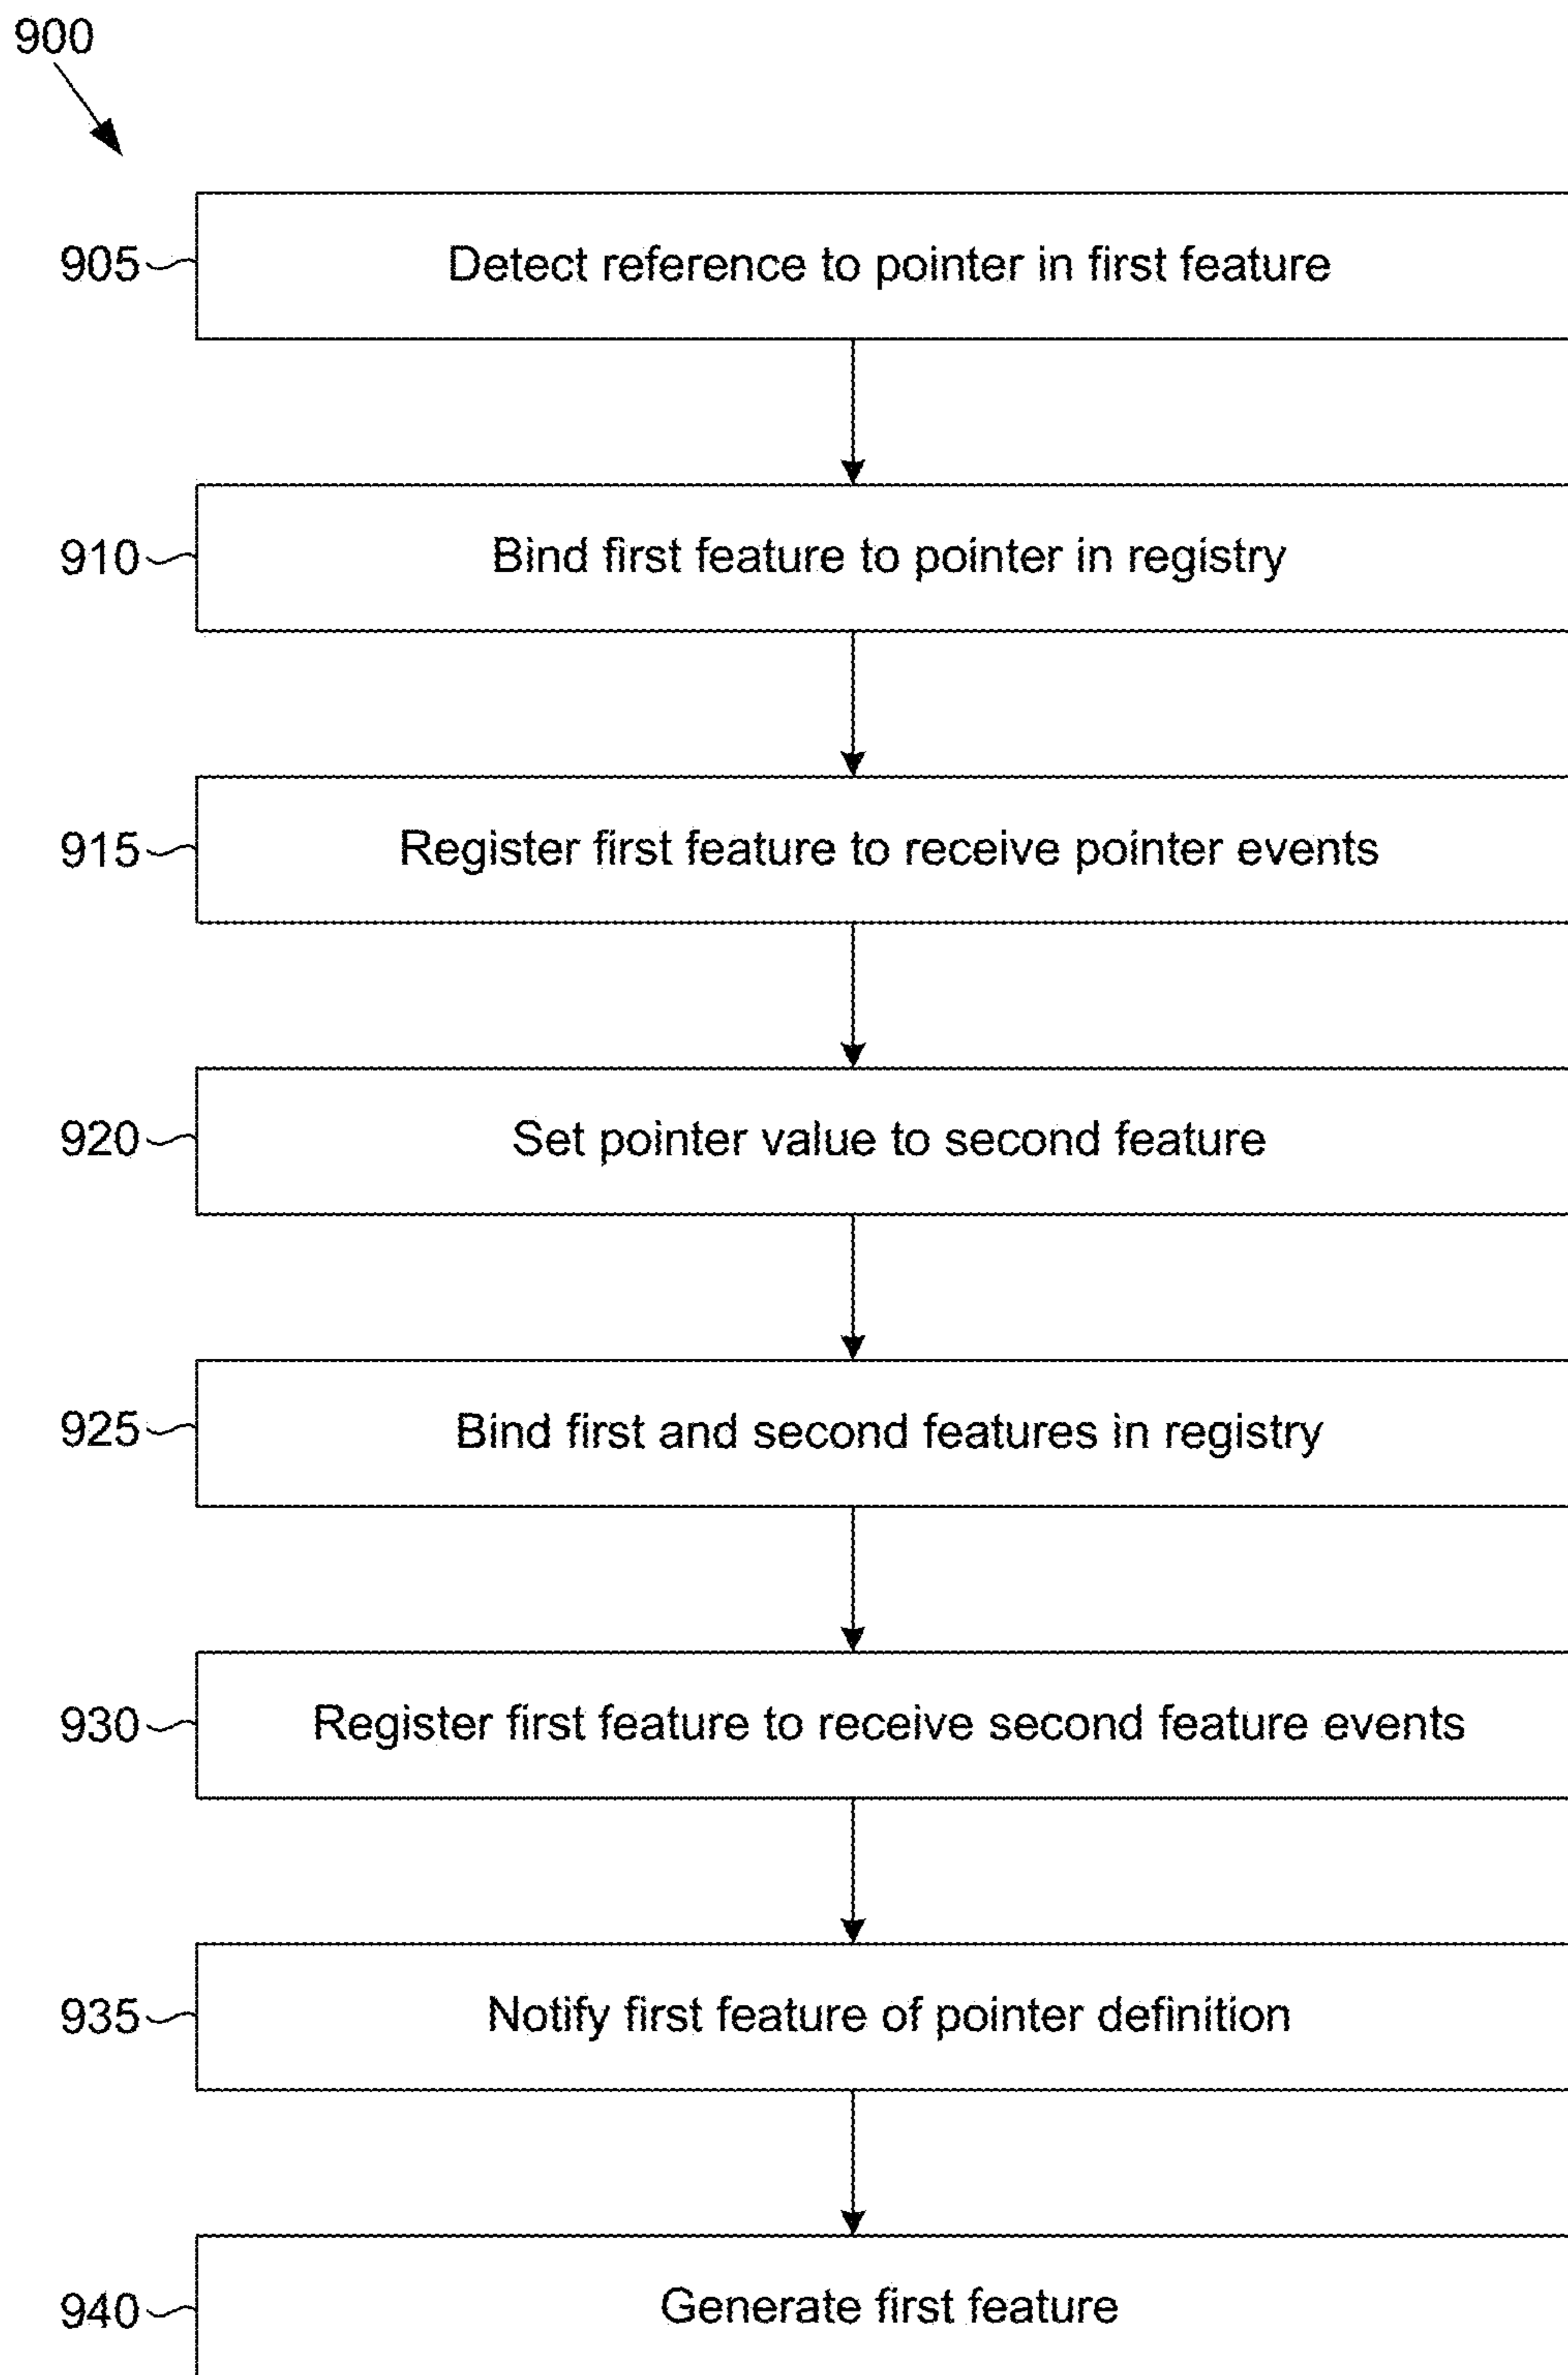 900
905 Detect reference to pointer in first feature
910 Bind first feature to pointer in registry
915 Register first feature to receive pointer events
920 Set pointer value to second feature
925 Bind first and second features in registry
930 Register first feature to receive second feature events
935 Notify first feature of pointer definition
940 Generate first feature